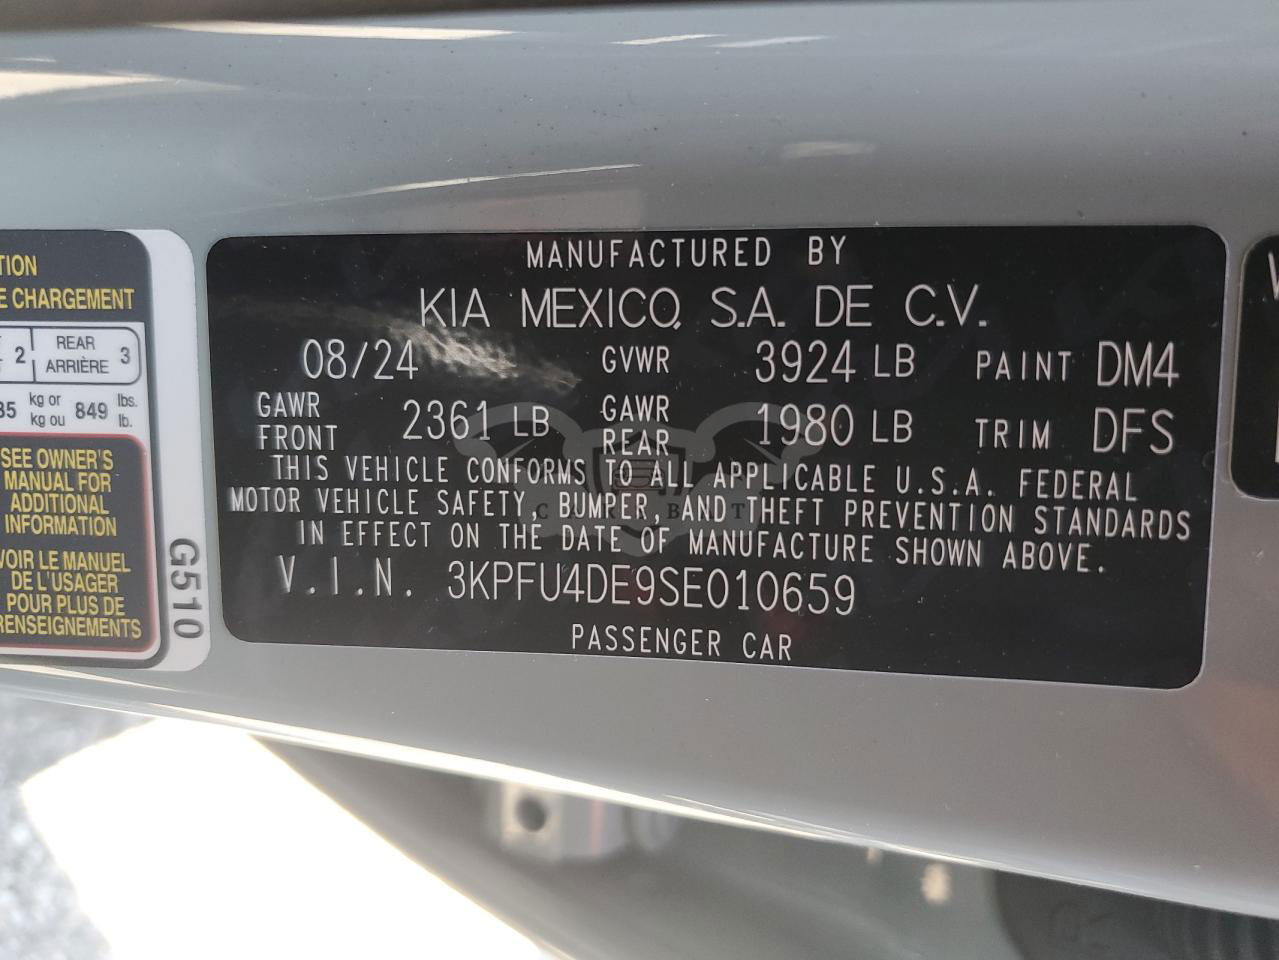 TION
E CHARGEMENT
2 REAR ARRIÈRE 3
85 kg or kg ou 849 lbs. lb.
SEE OWNER'S
MANUAL FOR
ADDITIONAL
INFORMATION
VOIR LE MANUEL
DE L'USAGER
POUR PLUS DE
RENSEIGNEMENTS
G510
MANUFACTURED BY
KIA MEXICO, S.A. DE C.V.
08/24 GVWR 3924 LB PAINT DM4
GAWR FRONT 2361 LB GAWR REAR 1980 LB TRIM DFS
THIS VEHICLE CONFORMS TO ALL APPLICABLE U.S.A. FEDERAL
MOTOR VEHICLE SAFETY, BUMPER, AND THEFT PREVENTION STANDARDS
IN EFFECT ON THE DATE OF MANUFACTURE SHOWN ABOVE.
V.I.N. 3KPFU4DE9SE010659
PASSENGER CAR